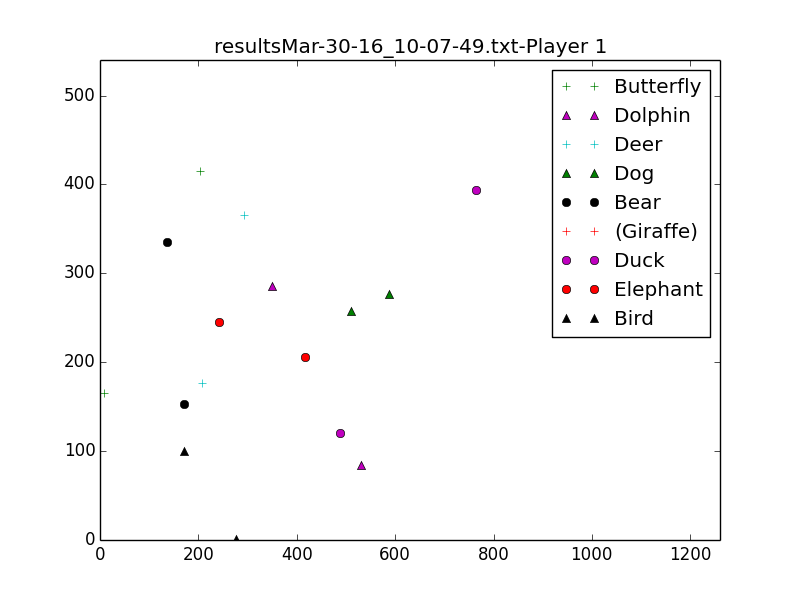 resultsMar-30-16_10-07-49.txt-Player 1
500
400
300
200
100
0
0 200 400 600 800 1000 1200
Butterfly
Dolphin
Deer
Dog
Bear
(Giraffe)
Duck
Elephant
Bird